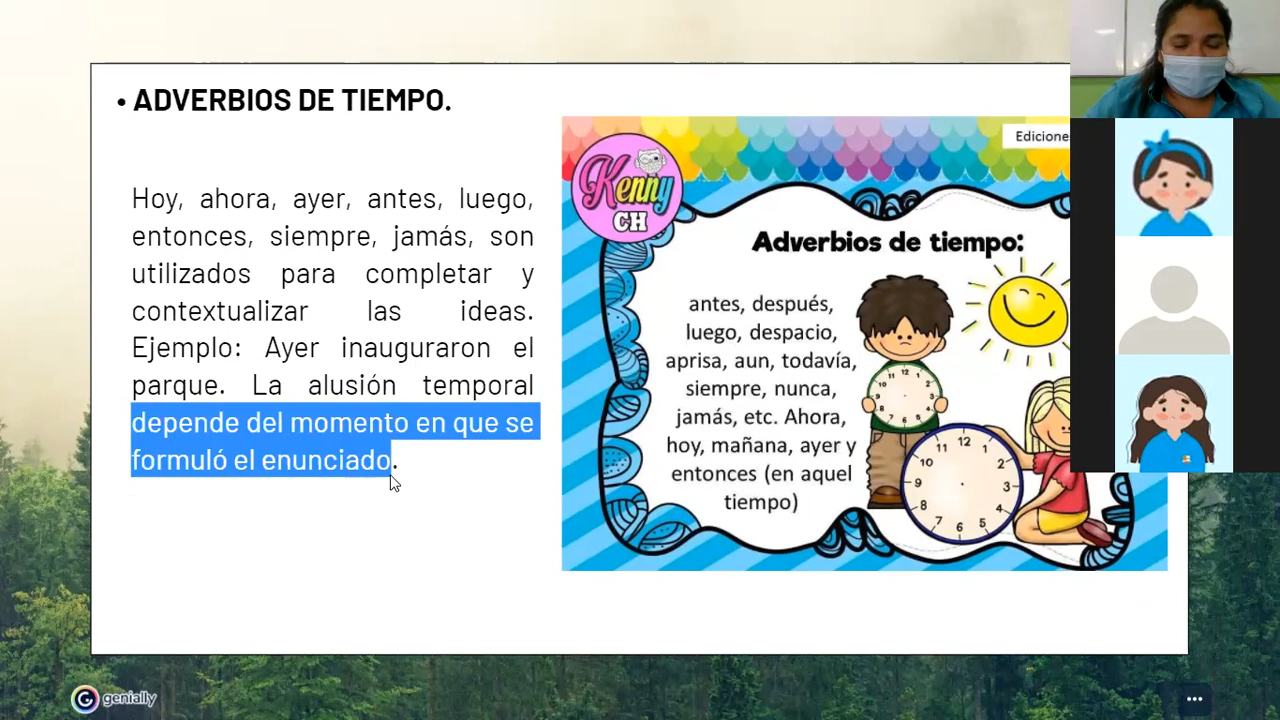 • ADVERBIOS DE TIEMPO.
Hoy, ahora, ayer, antes, luego,
entonces, siempre, jamás, son
utilizados para completar y
contextualizar las ideas.
Ejemplo: Ayer inauguraron el
parque. La alusión temporal
depende del momento en que se
formuló el enunciado.
Kenny
CH
Adverbios de tiempo:
antes, después,
luego, despacio,
aprisa, aun, todavía,
siempre, nunca,
jamás, etc. Ahora,
hoy, mañana, ayer y
entonces (en aquel
tiempo)
genially